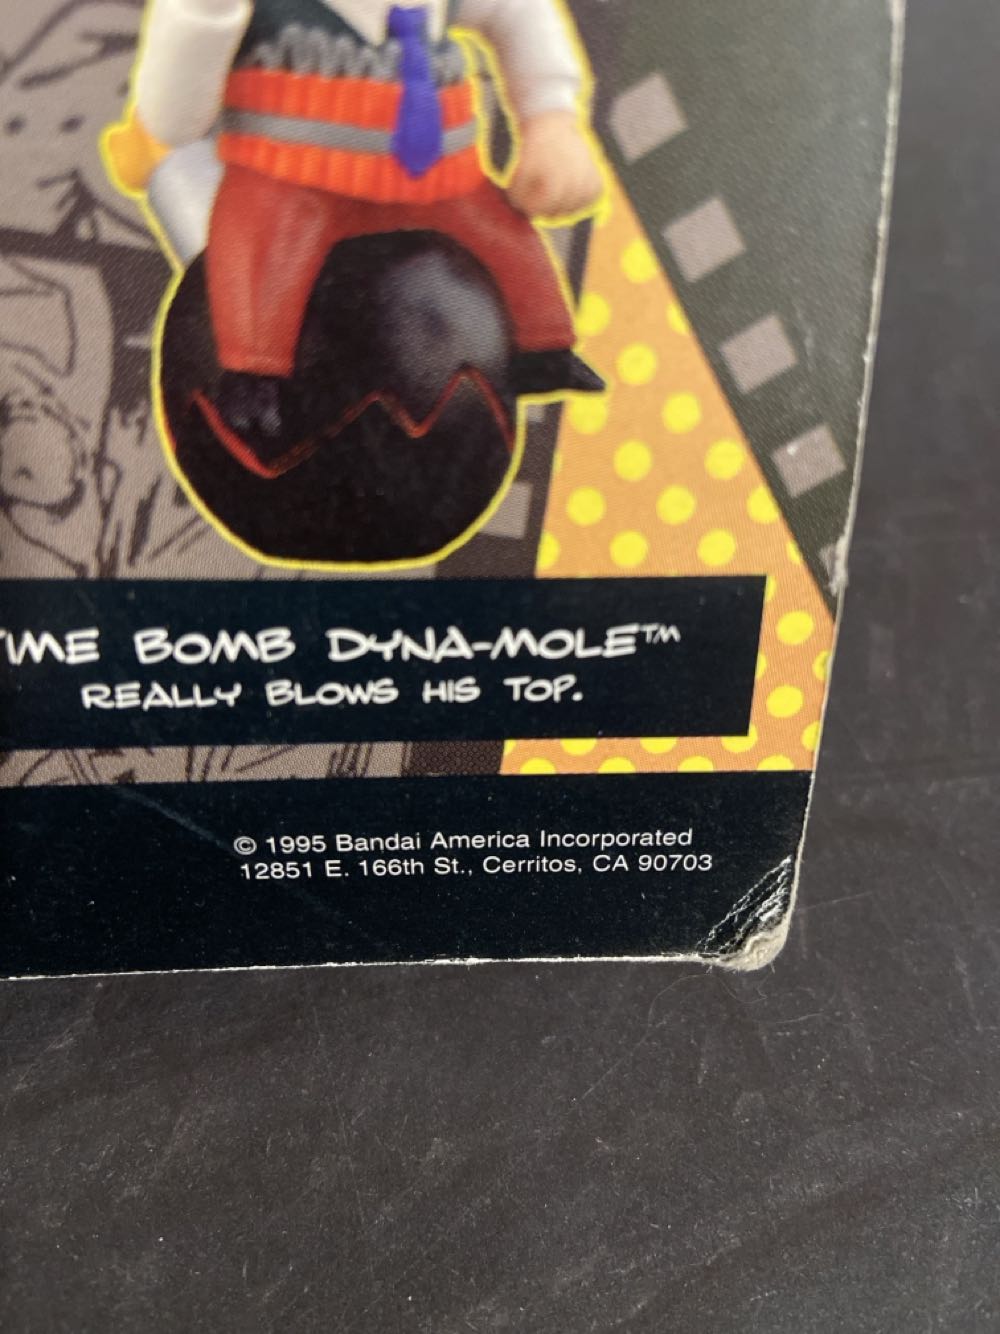 TIME BOMB DYNA-MOLE™
REALLY BLOWS HIS TOP.
© 1995 Bandai America Incorporated
12851 E. 166th St., Cerritos, CA 90703